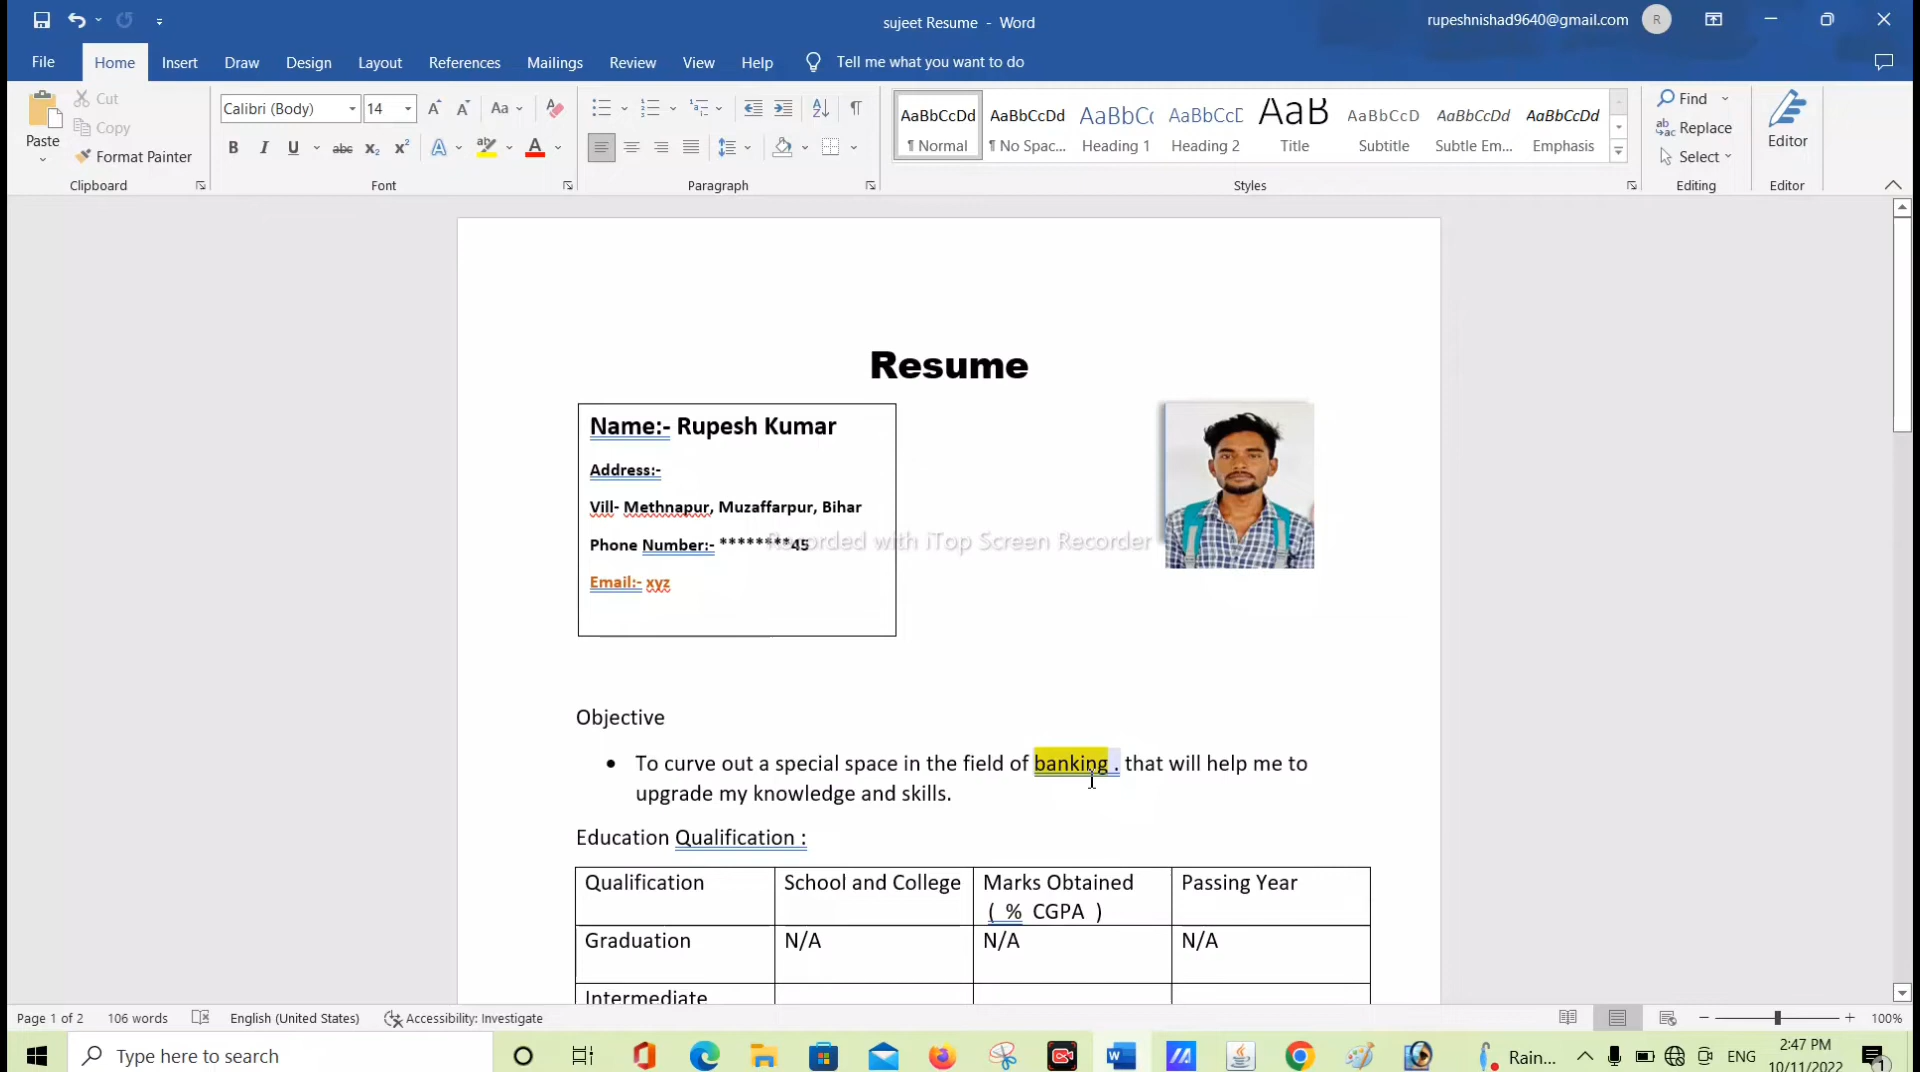 sujeet Resume - Word
rupeshnishad9640@gmail.com
R
File Home Insert Draw Design Layout References Mailings Review View Help Tell me what you want to do
Paste
Cut
Copy
Format Painter
Clipboard
Calibri (Body) 14
Aa
B I U abc x₂ x² A ab A
Font
Paragraph
AaBbCcDd AaBbCcDd AaBbCc AaBbCcD AaB AaBbCcD AaBbCcDd AaBbCcDd
¶ Normal ¶ No Spac... Heading 1 Heading 2 Title Subtitle Subtle Em... Emphasis
Styles
Find
Replace
Select
Editing
Editor
Editor
Resume
Name:- Rupesh Kumar
Address:-
Vill- Methnapur, Muzaffarpur, Bihar
Phone Number:- ********45
Email:- xyz
Recorded with iTop Screen Recorder
Objective
• To curve out a special space in the field of banking . that will help me to
upgrade my knowledge and skills.
Education Qualification :
Qualification School and College Marks Obtained Passing Year
( % CGPA )
Graduation N/A N/A N/A
Intermediate
Page 1 of 2 106 words English (United States) Accessibility: Investigate 100%
Type here to search
Rain... ENG 2:47 PM
10/11/2022
1